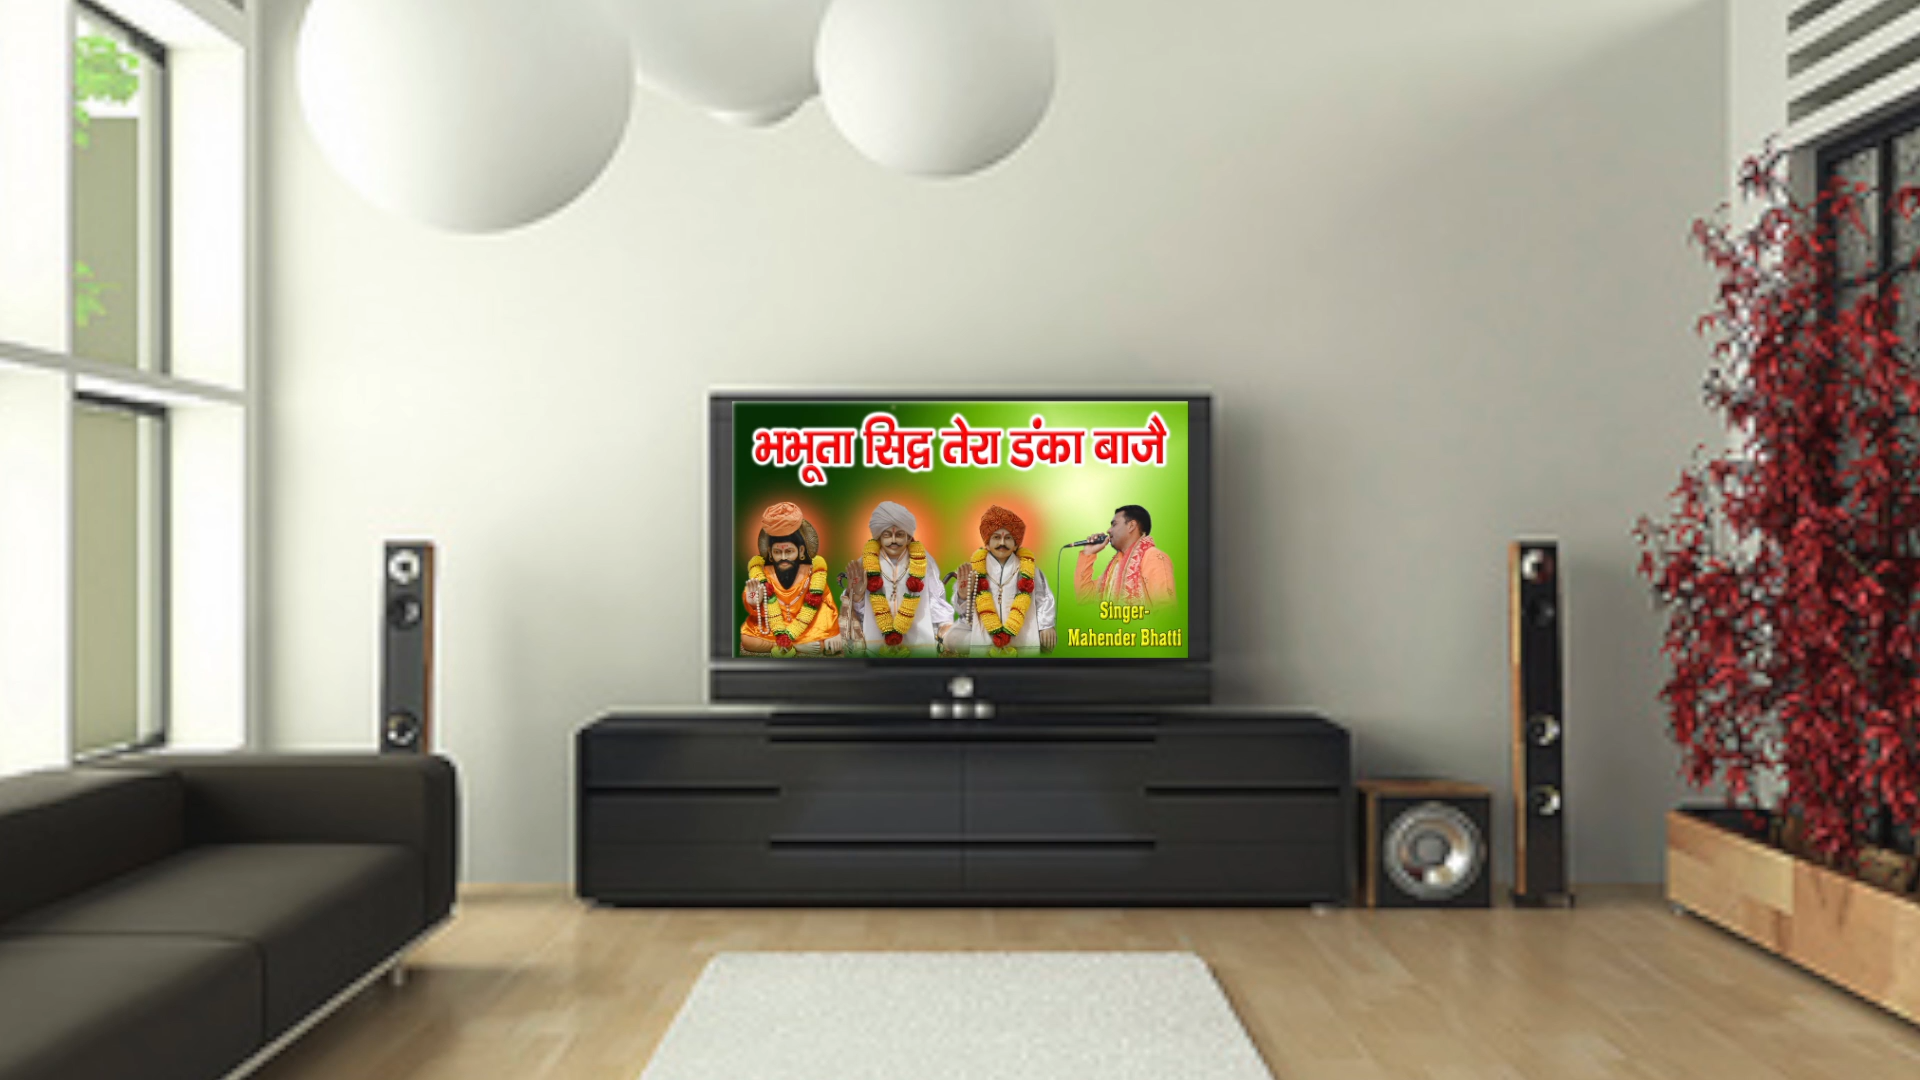 भभूता सिद्व तेरा डंका बाजै
Singer-
Mahender Bhatti